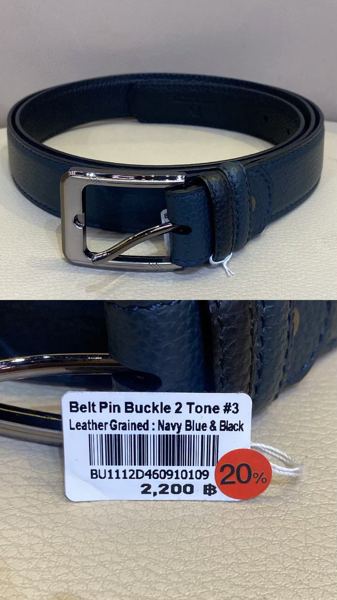 Belt Pin Buckle 2 Tone #3
Leather Grained : Navy Blue & Black
BU1112D460910109
2,200 ฿
20%